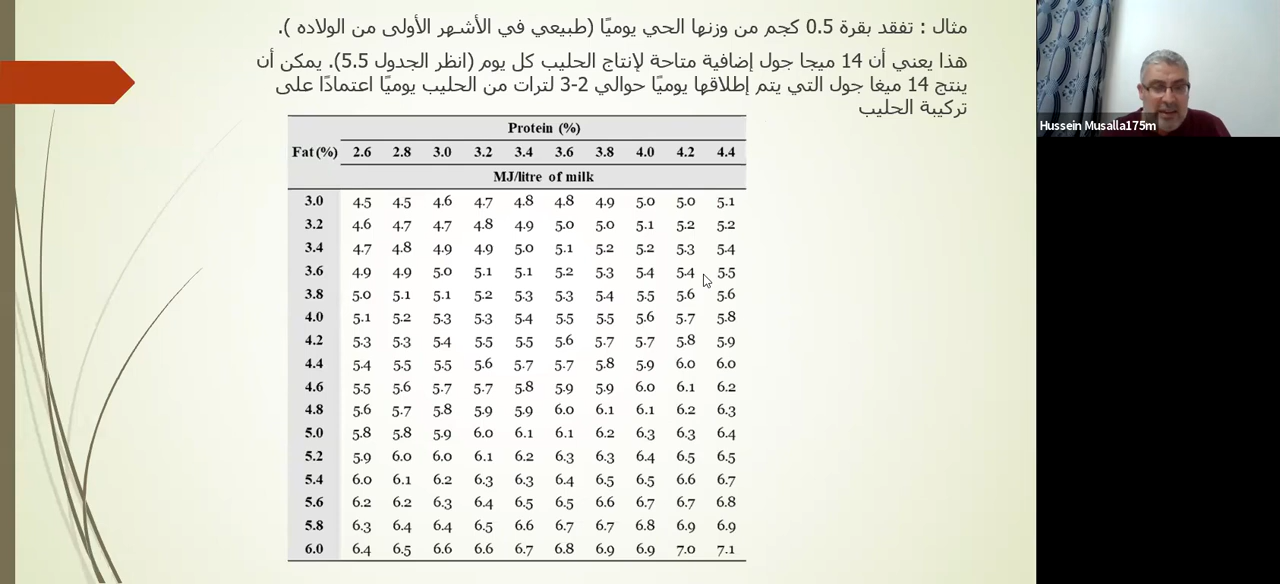 مثال : تفقد بقرة 0.5 كجم من وزنها الحي يوميًا (طبيعي في الأشهر الأولى من الولاده ).
هذا يعني أن 14 ميجا جول إضافية متاحة لإنتاج الحليب كل يوم (انظر الجدول 5.5). يمكن أن
ينتج 14 ميغا جول التي يتم إطلاقها يوميًا حوالي 2-3 لترات من الحليب يوميًا اعتمادًا على
تركيبة الحليب
Hussein Musalla175m
Protein (%)
Fat (%) 2.6 2.8 3.0 3.2 3.4 3.6 3.8 4.0 4.2 4.4
MJ/litre of milk
3.0 4.5 4.5 4.6 4.7 4.8 4.8 4.9 5.0 5.0 5.1
3.2 4.6 4.7 4.7 4.8 4.9 5.0 5.0 5.1 5.2 5.2
3.4 4.7 4.8 4.9 4.9 5.0 5.1 5.2 5.2 5.3 5.4
3.6 4.9 4.9 5.0 5.1 5.1 5.2 5.3 5.4 5.4 5.5
3.8 5.0 5.1 5.1 5.2 5.3 5.3 5.4 5.5 5.6 5.6
4.0 5.1 5.2 5.3 5.3 5.4 5.5 5.5 5.6 5.7 5.8
4.2 5.3 5.3 5.4 5.5 5.5 5.6 5.7 5.7 5.8 5.9
4.4 5.4 5.5 5.5 5.6 5.7 5.7 5.8 5.9 6.0 6.0
4.6 5.5 5.6 5.7 5.7 5.8 5.9 5.9 6.0 6.1 6.2
4.8 5.6 5.7 5.8 5.9 5.9 6.0 6.1 6.1 6.2 6.3
5.0 5.8 5.8 5.9 6.0 6.1 6.1 6.2 6.3 6.3 6.4
5.2 5.9 6.0 6.0 6.1 6.2 6.3 6.3 6.4 6.5 6.5
5.4 6.0 6.1 6.2 6.3 6.3 6.4 6.5 6.5 6.6 6.7
5.6 6.2 6.2 6.3 6.4 6.5 6.5 6.6 6.7 6.7 6.8
5.8 6.3 6.4 6.4 6.5 6.6 6.7 6.7 6.8 6.9 6.9
6.0 6.4 6.5 6.6 6.6 6.7 6.8 6.9 6.9 7.0 7.1